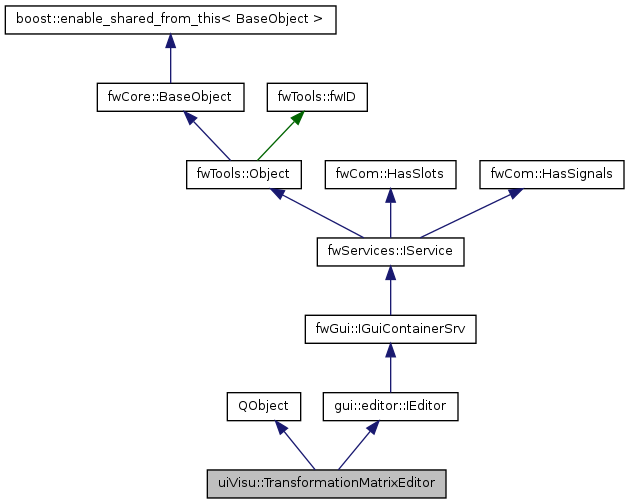 boost::enable_shared_from_this< BaseObject >
fwCore::BaseObject
fwTools::fwID
fwTools::Object
fwCom::HasSlots
fwCom::HasSignals
fwServices::IService
fwGui::IGuiContainerSrv
QObject
gui::editor::IEditor
uiVisu::TransformationMatrixEditor